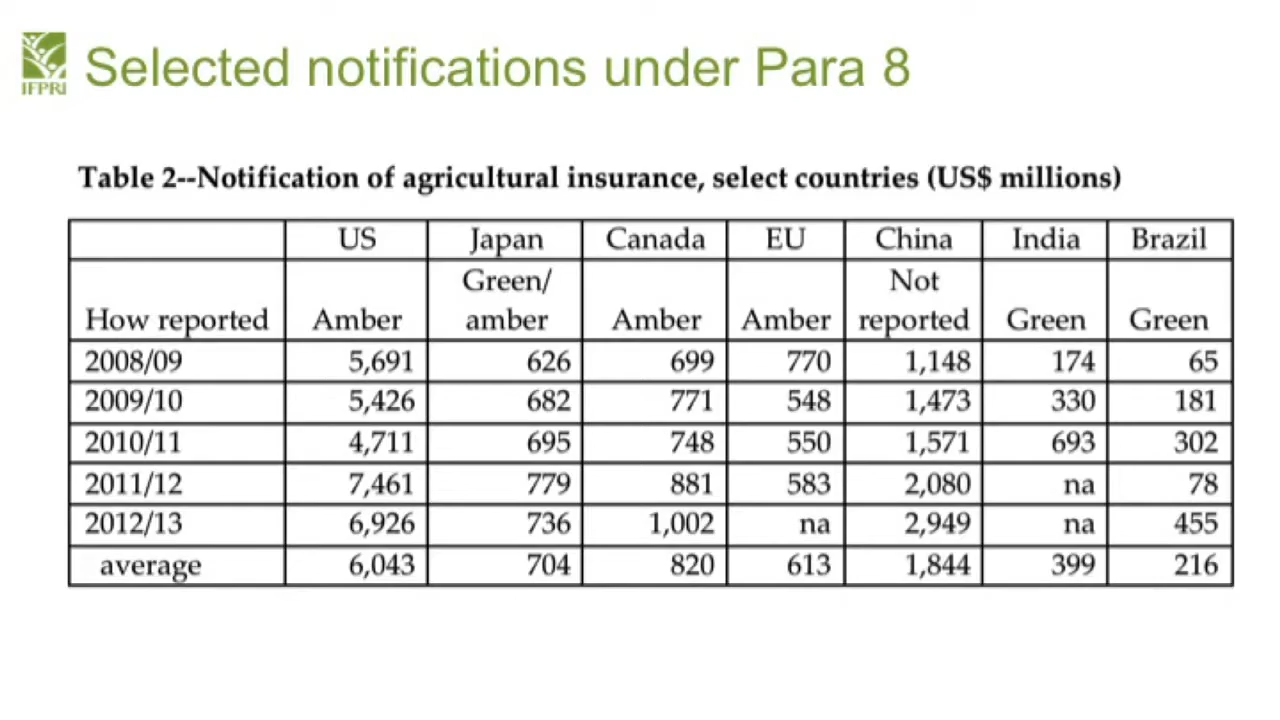 IFPRI
Selected notifications under Para 8
Table 2--Notification of agricultural insurance, select countries (US$ millions)
US Japan Canada EU China India Brazil
How reported Amber Green/ amber Amber Amber Not reported Green Green
2008/09 5,691 626 699 770 1,148 174 65
2009/10 5,426 682 771 548 1,473 330 181
2010/11 4,711 695 748 550 1,571 693 302
2011/12 7,461 779 881 583 2,080 na 78
2012/13 6,926 736 1,002 na 2,949 na 455
average 6,043 704 820 613 1,844 399 216